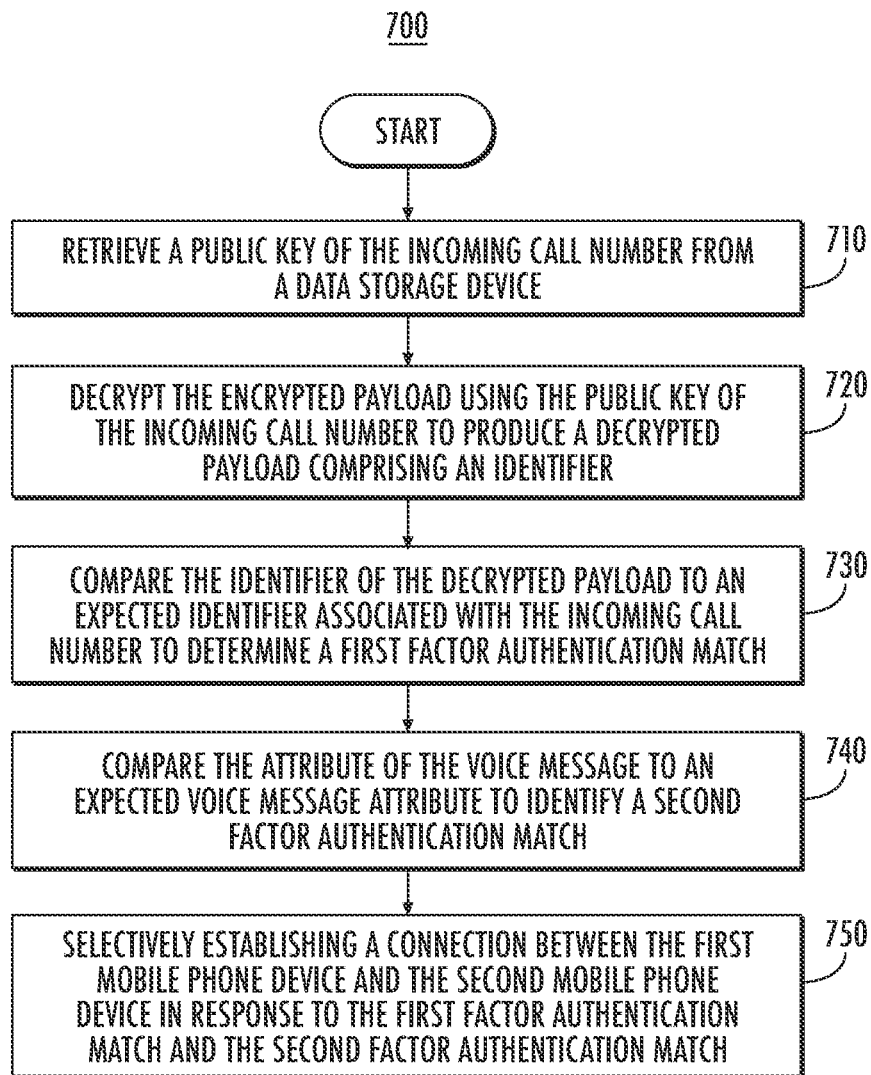 700
START
RETRIEVE A PUBLIC KEY OF THE INCOMING CALL NUMBER FROM
A DATA STORAGE DEVICE
710
DECRYPT THE ENCRYPTED PAYLOAD USING THE PUBLIC KEY OF
THE INCOMING CALL NUMBER TO PRODUCE A DECRYPTED
PAYLOAD COMPRISING AN IDENTIFIER
720
COMPARE THE IDENTIFIER OF THE DECRYPTED PAYLOAD TO AN
EXPECTED IDENTIFIER ASSOCIATED WITH THE INCOMING CALL
NUMBER TO DETERMINE A FIRST FACTOR AUTHENTICATION MATCH
730
COMPARE THE ATTRIBUTE OF THE VOICE MESSAGE TO AN
EXPECTED VOICE MESSAGE ATTRIBUTE TO IDENTIFY A SECOND
FACTOR AUTHENTICATION MATCH
740
SELECTIVELY ESTABLISHING A CONNECTION BETWEEN THE FIRST
MOBILE PHONE DEVICE AND THE SECOND MOBILE PHONE
DEVICE IN RESPONSE TO THE FIRST FACTOR AUTHENTICATION
MATCH AND THE SECOND FACTOR AUTHENTICATION MATCH
750